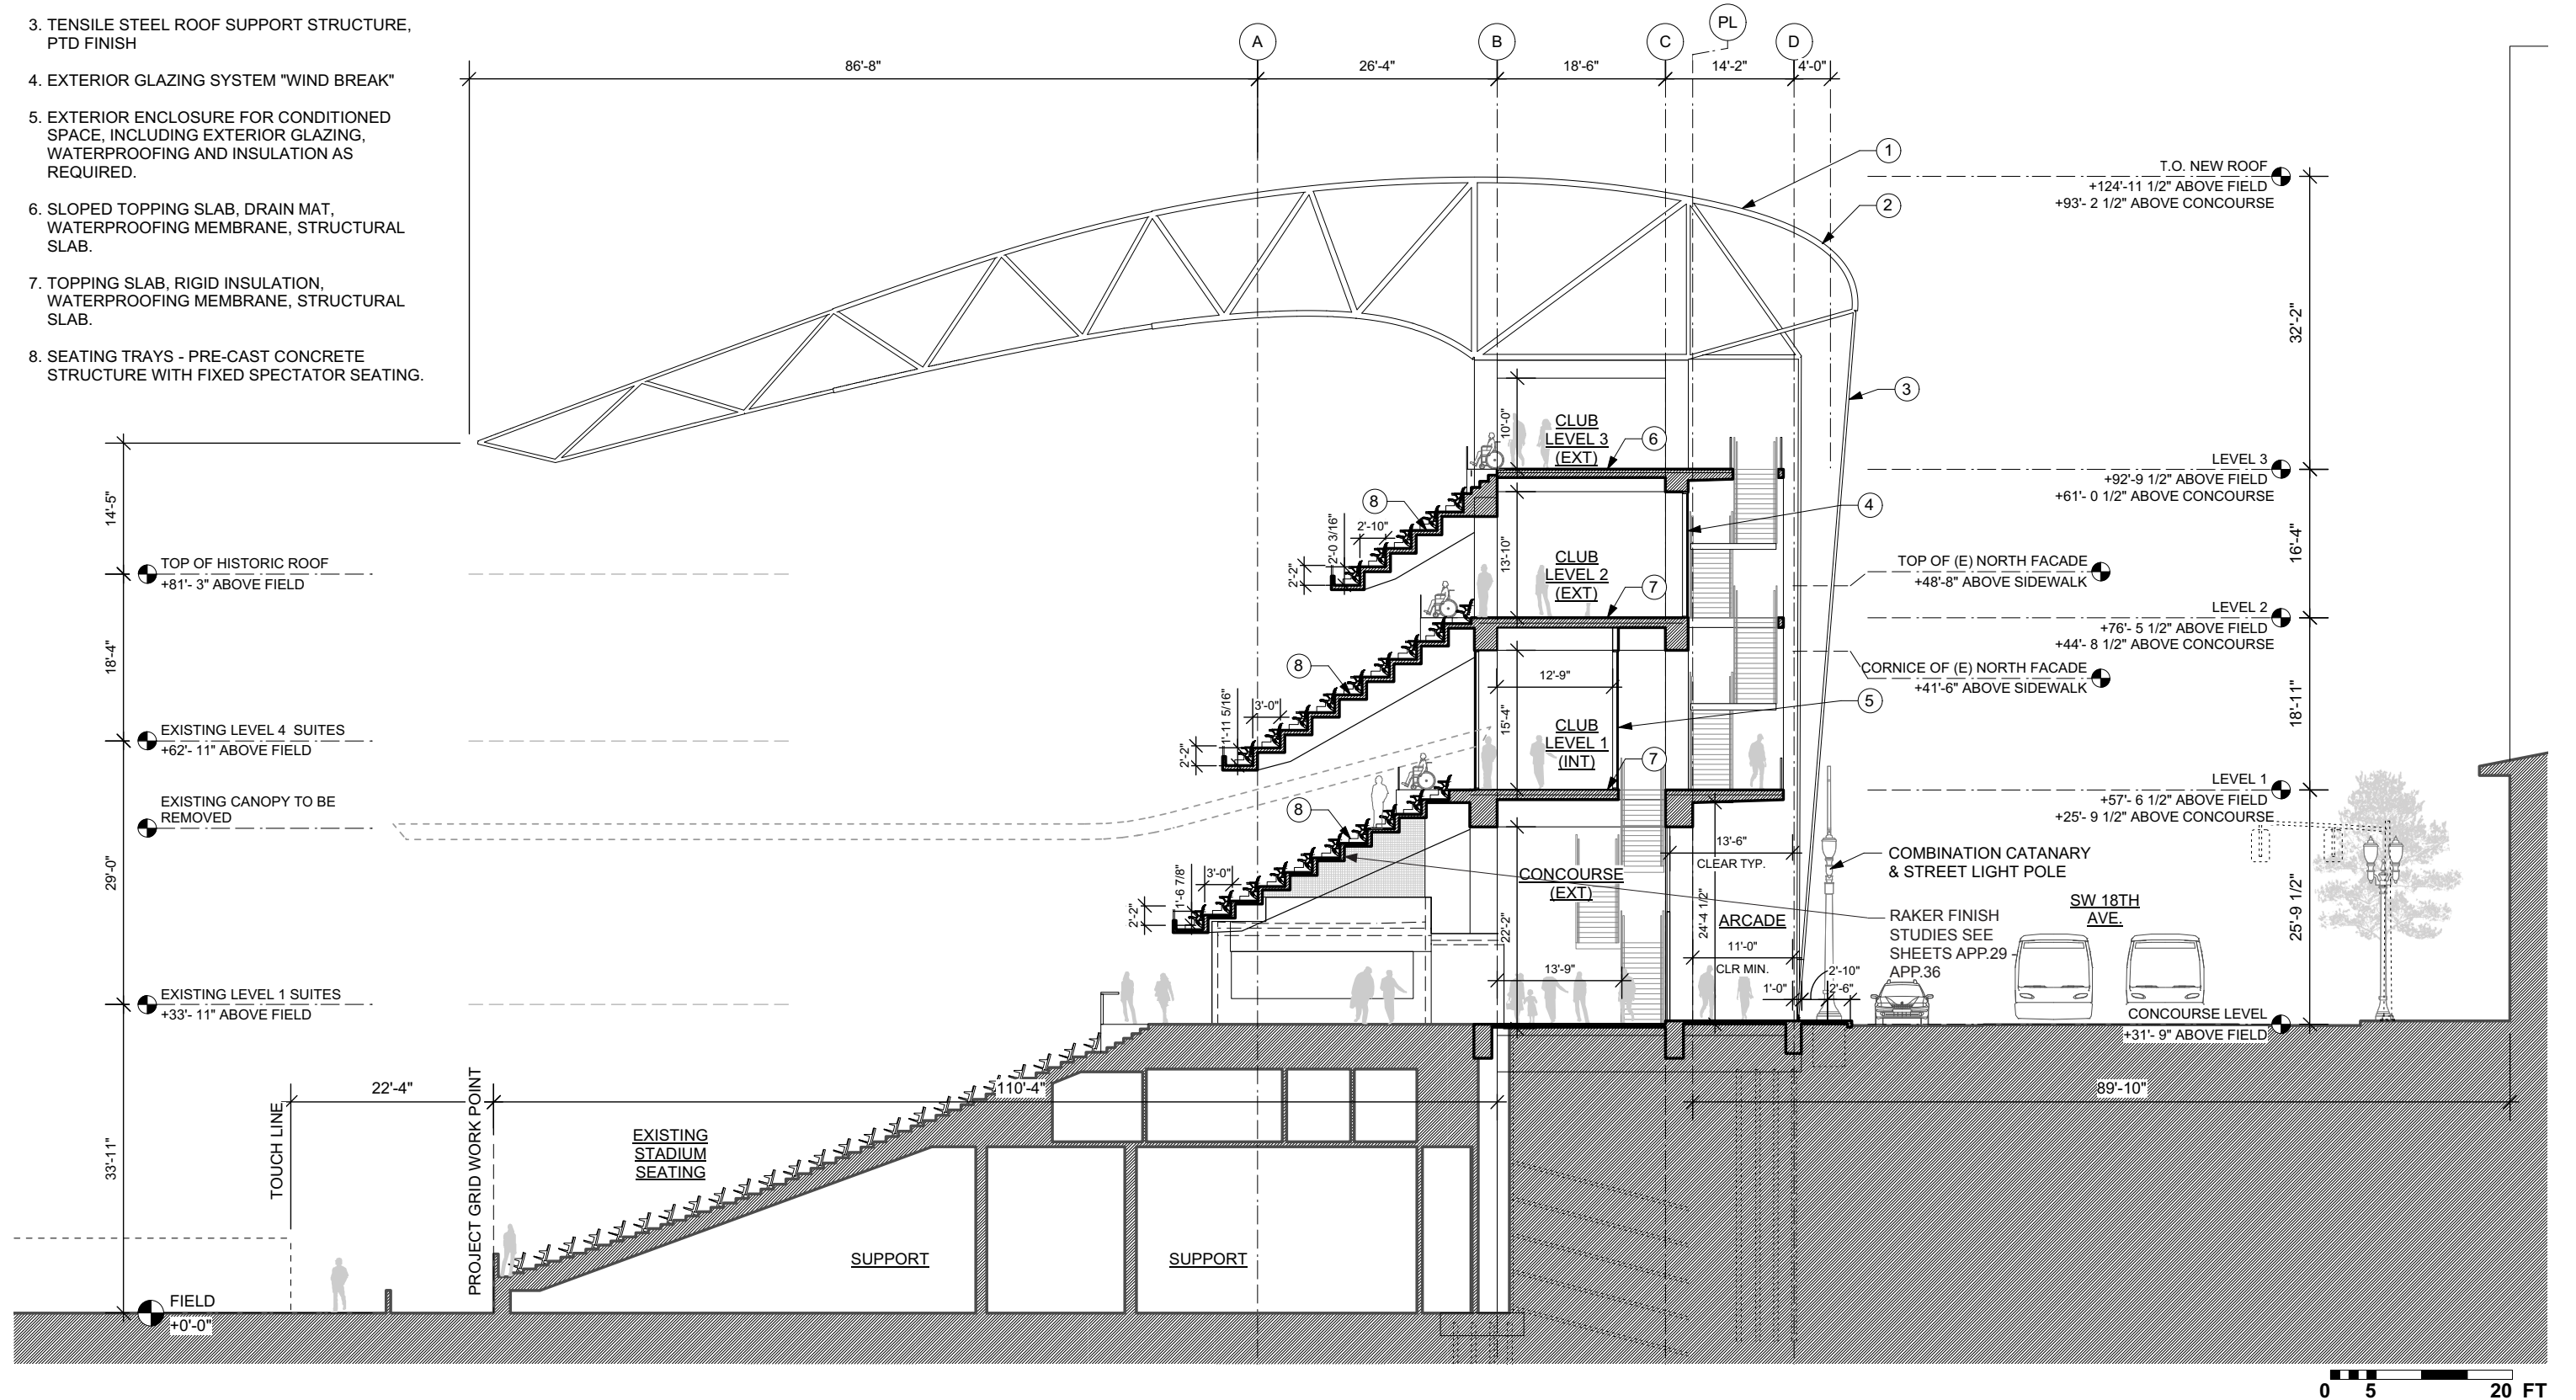 3. TENSILE STEEL ROOF SUPPORT STRUCTURE,
PTD FINISH
4. EXTERIOR GLAZING SYSTEM "WIND BREAK"
5. EXTERIOR ENCLOSURE FOR CONDITIONED
SPACE, INCLUDING EXTERIOR GLAZING,
WATERPROOFING AND INSULATION AS
REQUIRED.
6. SLOPED TOPPING SLAB, DRAIN MAT,
WATERPROOFING MEMBRANE, STRUCTURAL
SLAB.
7. TOPPING SLAB, RIGID INSULATION,
WATERPROOFING MEMBRANE, STRUCTURAL
SLAB.
8. SEATING TRAYS - PRE-CAST CONCRETE
STRUCTURE WITH FIXED SPECTATOR SEATING.
A
B
C
PL
D
86'-8"
26'-4"
18'-6"
14'-2"
4'-0"
1
2
3
T.O. NEW ROOF
+124'-11 1/2" ABOVE FIELD
+93'- 2 1/2" ABOVE CONCOURSE
32'-2"
LEVEL 3
+92'-9 1/2" ABOVE FIELD
+61'- 0 1/2" ABOVE CONCOURSE
16'-4"
TOP OF (E) NORTH FACADE
+48'-8" ABOVE SIDEWALK
LEVEL 2
+76'- 5 1/2" ABOVE FIELD
+44'- 8 1/2" ABOVE CONCOURSE
CORNICE OF (E) NORTH FACADE
+41'-6" ABOVE SIDEWALK
18'-11"
LEVEL 1
+57'- 6 1/2" ABOVE FIELD
+25'- 9 1/2" ABOVE CONCOURSE
25'-9 1/2"
COMBINATION CATANARY
& STREET LIGHT POLE
RAKER FINISH
STUDIES SEE
SHEETS APP.29 -
APP.36
SW 18TH
AVE.
CONCOURSE LEVEL
+31'- 9" ABOVE FIELD
89'-10"
14'-5"
TOP OF HISTORIC ROOF
+81'- 3" ABOVE FIELD
18'-4"
EXISTING LEVEL 4 SUITES
+62'- 11" ABOVE FIELD
EXISTING CANOPY TO BE
REMOVED
29'-0"
EXISTING LEVEL 1 SUITES
+33'- 11" ABOVE FIELD
33'-11"
FIELD
+0'-0"
TOUCH LINE
22'-4"
PROJECT GRID WORK POINT
110'-4"
EXISTING
STADIUM
SEATING
SUPPORT
SUPPORT
10'-0"
CLUB
LEVEL 3
(EXT)
6
8
2'-10"
2'-0 3/16"
2'-2"
13'-10"
CLUB
LEVEL 2
(EXT)
4
7
8
3'-0"
1'-11 5/16"
2'-2"
12'-9"
15'-4"
CLUB
LEVEL 1
(INT)
5
7
8
3'-0"
1'-6 7/8"
2'-2"
CONCOURSE
(EXT)
22'-2"
13'-9"
13'-6"
CLEAR TYP.
24'-4 1/2"
ARCADE
11'-0"
CLR MIN.
1'-0"
2'-10"
2'-6"
0 5 20 FT